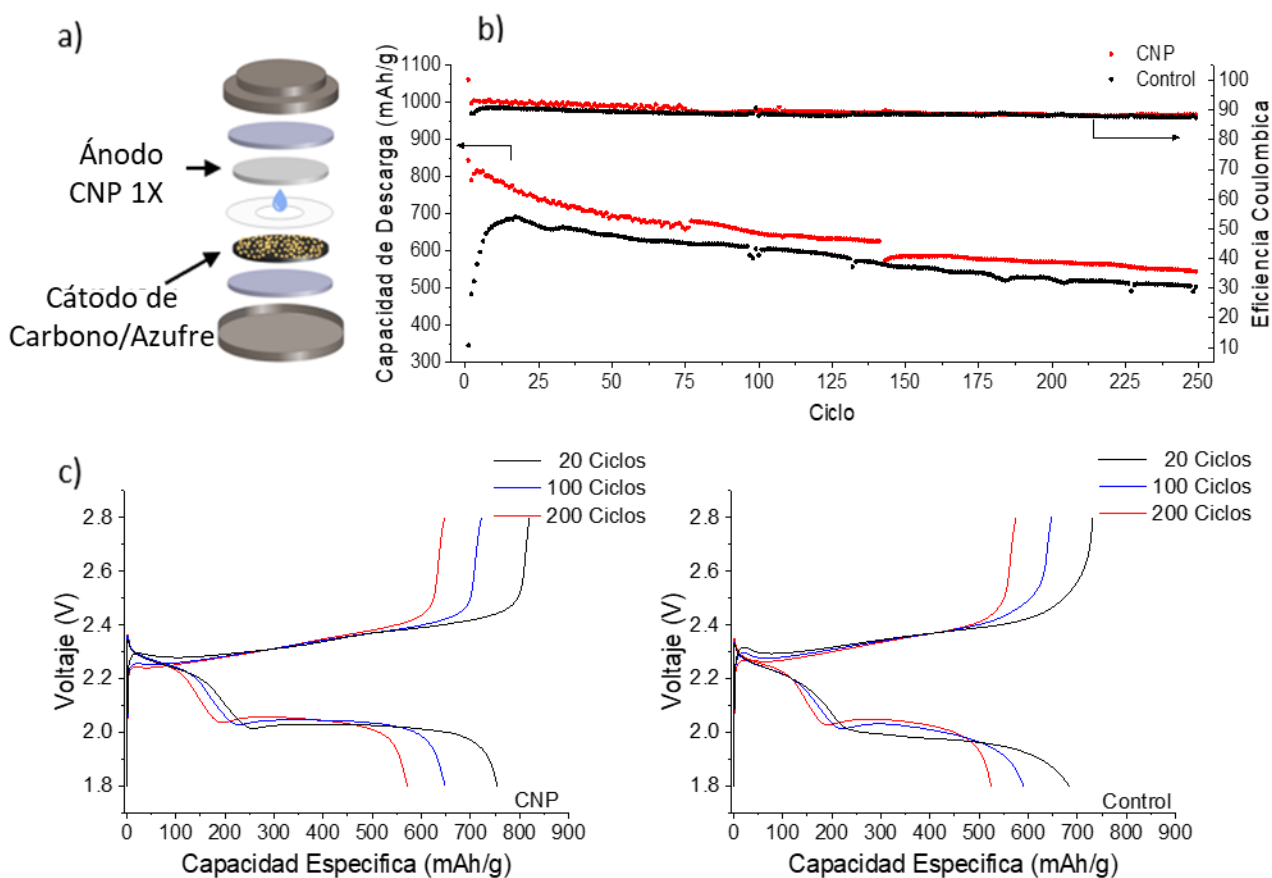 a)
Ánodo
CNP 1X
Cátodo de
Carbono/Azufre
b)
CNP
Control
Capacidad de Descarga (mAh/g)
1100
1000
900
800
700
600
500
400
300
0 25 50 75 100 125 150 175 200 225 250
Ciclo
100
90
80
70
60
50
40
30
20
10
Eficiencia Coulombica
c)
20 Ciclos
100 Ciclos
200 Ciclos
Voltaje (V)
2.8
2.6
2.4
2.2
2.0
1.8
CNP
0 100 200 300 400 500 600 700 800 900
Capacidad Especifica (mAh/g)
20 Ciclos
100 Ciclos
200 Ciclos
Voltaje (V)
2.8
2.6
2.4
2.2
2.0
1.8
Control
0 100 200 300 400 500 600 700 800 900
Capacidad Especifica (mAh/g)